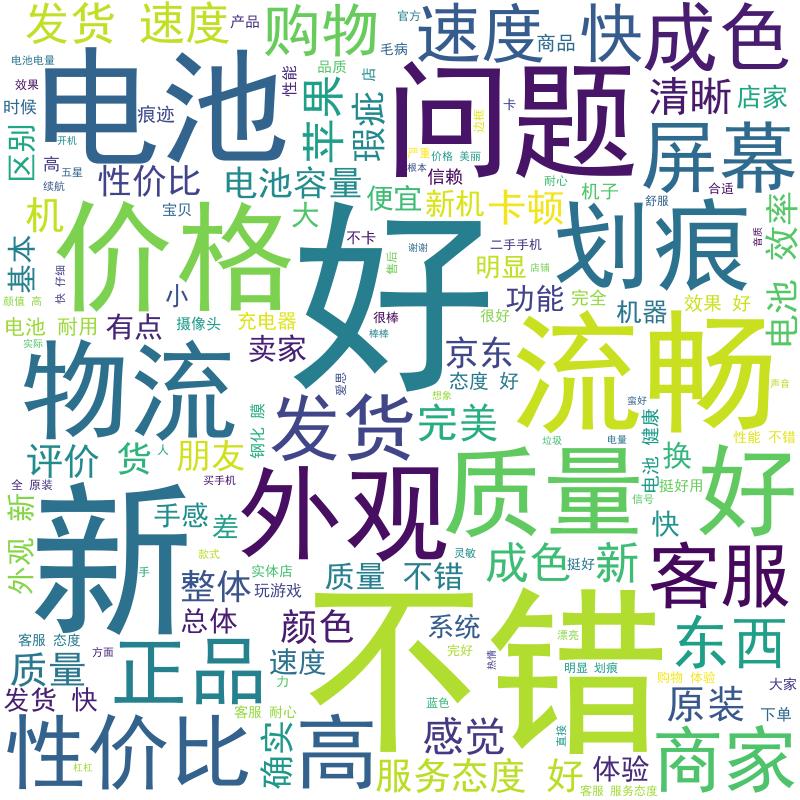 发货 速度
产品
官方
购物
毛病
速度
商品
快
成色
电池电量
效果
时候
电池
痕迹
性能
品质
店
苹果
瑕疵
问题
卡
边框
清晰
店家
区别
开机
高
五星
续航
性价比
电池容量
严重
价格 美丽
根本
信赖
耐心
机子
屏幕
合适
舒服
机
宝贝
大
便宜
新机
卡顿
效率
音质
基本
快 仔细
颜值 高
价格
好
不卡
谢谢
售后
二手手机
明显
店铺
划痕
小
功能
完全
机器
效果 好
电池
电池 耐用
有点
摄像头
充电器
很棒
棒棒
很好
实际
卖家
京东
流畅
物流
爱思
态度 好
想象
声音
发货
膜
钢化
完美
蛮好
电池 健康
性能 不错
评价
货
人
朋友
垃圾
电量
换
全 原装
买手机
外观
质量
挺好用
好
信号
外观 新
新
手感
差
快
款式
灵敏
手
整体
实体店
玩游戏
质量 不错
挺好
成色
新
客服
总体
颜色
不错
系统
漂亮
东西
客服 态度
方面
完好
热情
质量
正品
速度
力
明显 划痕
购物 体验
大家
发货 快
客服 耐心
蓝色
原装
下单
直接
性价比
杠杠
确实
高
感觉
服务态度 好
体验
商家
客服 服务态度